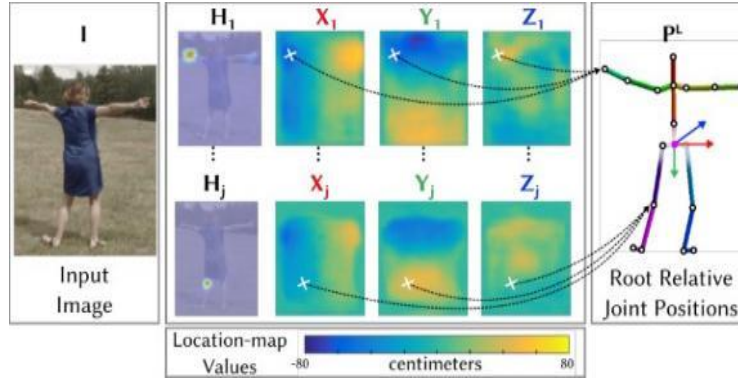 I
H₁ X₁ Y₁ Z₁
Pᴸ
Hⱼ Xⱼ Yⱼ Zⱼ
Input
Image
Root Relative
Joint Positions
Location-map
Values
-80 centimeters 80